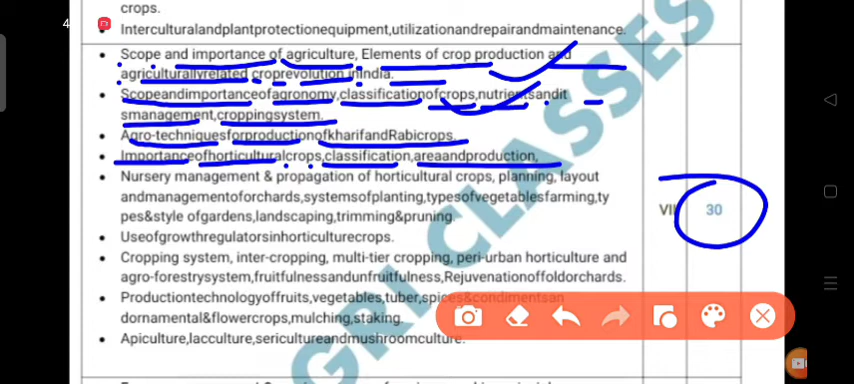 crops.
4
• Interculturalandplantprotectionequipment,utilizationandrepairandmaintenance.
• Scope and importance of agriculture, Elements of crop production and
agriculturallyrelated croprevolution inIndia.
• Scopeandimportanceofagronomy,classificationofcrops,nutrientsandit
smanagement,croppingsystem.
• Agro-techniquesforproductionofkharifandRabicrops.
• Importanceofhorticulturalcrops,classification,areaandproduction,
• Nursery management & propagation of horticultural crops, planning, layout
andmanagementoforchards,systemsofplanting,typesofvegetablesfarming,ty
pes&style ofgardens,landscaping,trimming&pruning.
VII 30
• Useofgrowthregulatorsinhorticulturecrops.
• Cropping system, inter-cropping, multi-tier cropping, peri-urban horticulture and
agro-forestrysystem,fruitfulnessandunfruitfulness,Rejuvenationoffoldorchards.
• Productiontechnologyoffruits,vegetables,tuber,spices&condimentsan
dornamental&flowercrops,mulching,staking.
• Apiculture,lacculture,sericultureandmushroomculture.
GRI CLASSES